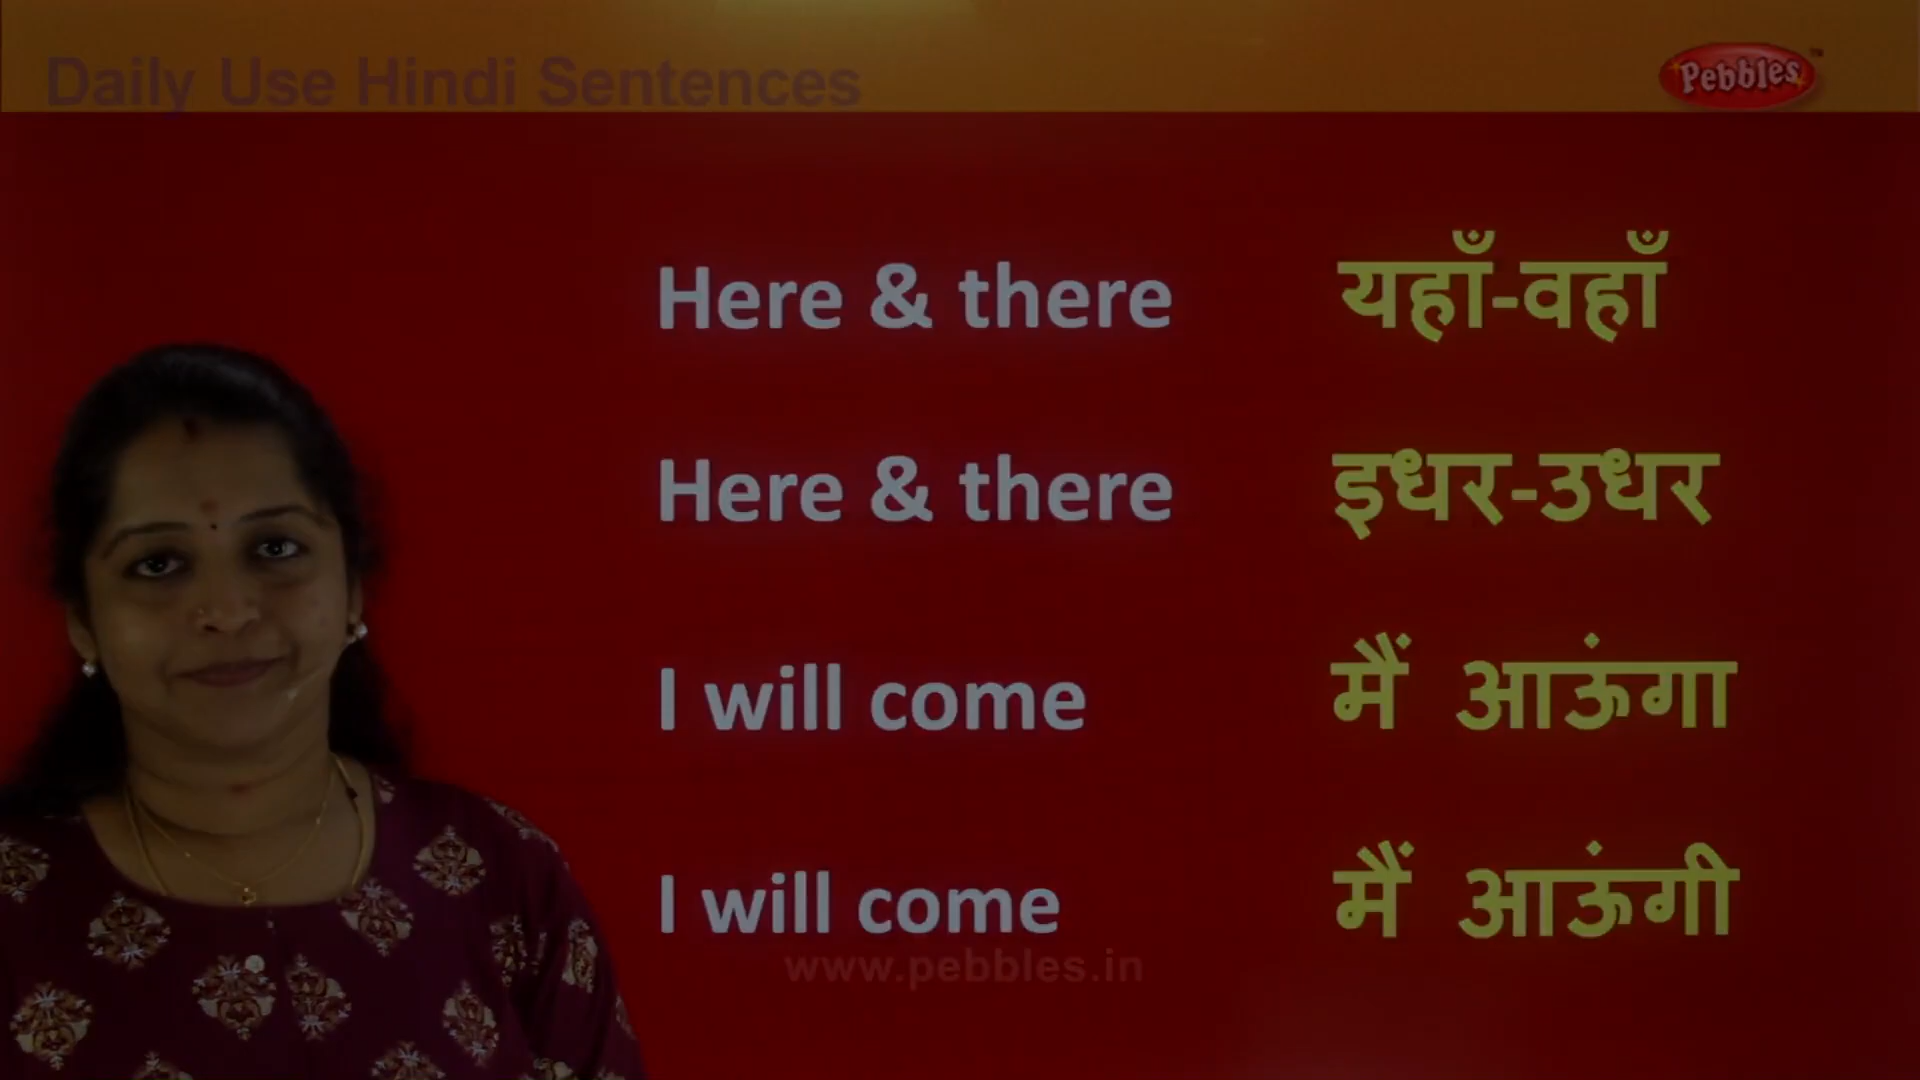 Daily Use Hindi Sentences
Pebbles™
Here & there यहाँ-वहाँ
Here & there इधर-उधर
I will come मैं आऊंगा
I will come मैं आऊंगी
www.pebbles.in